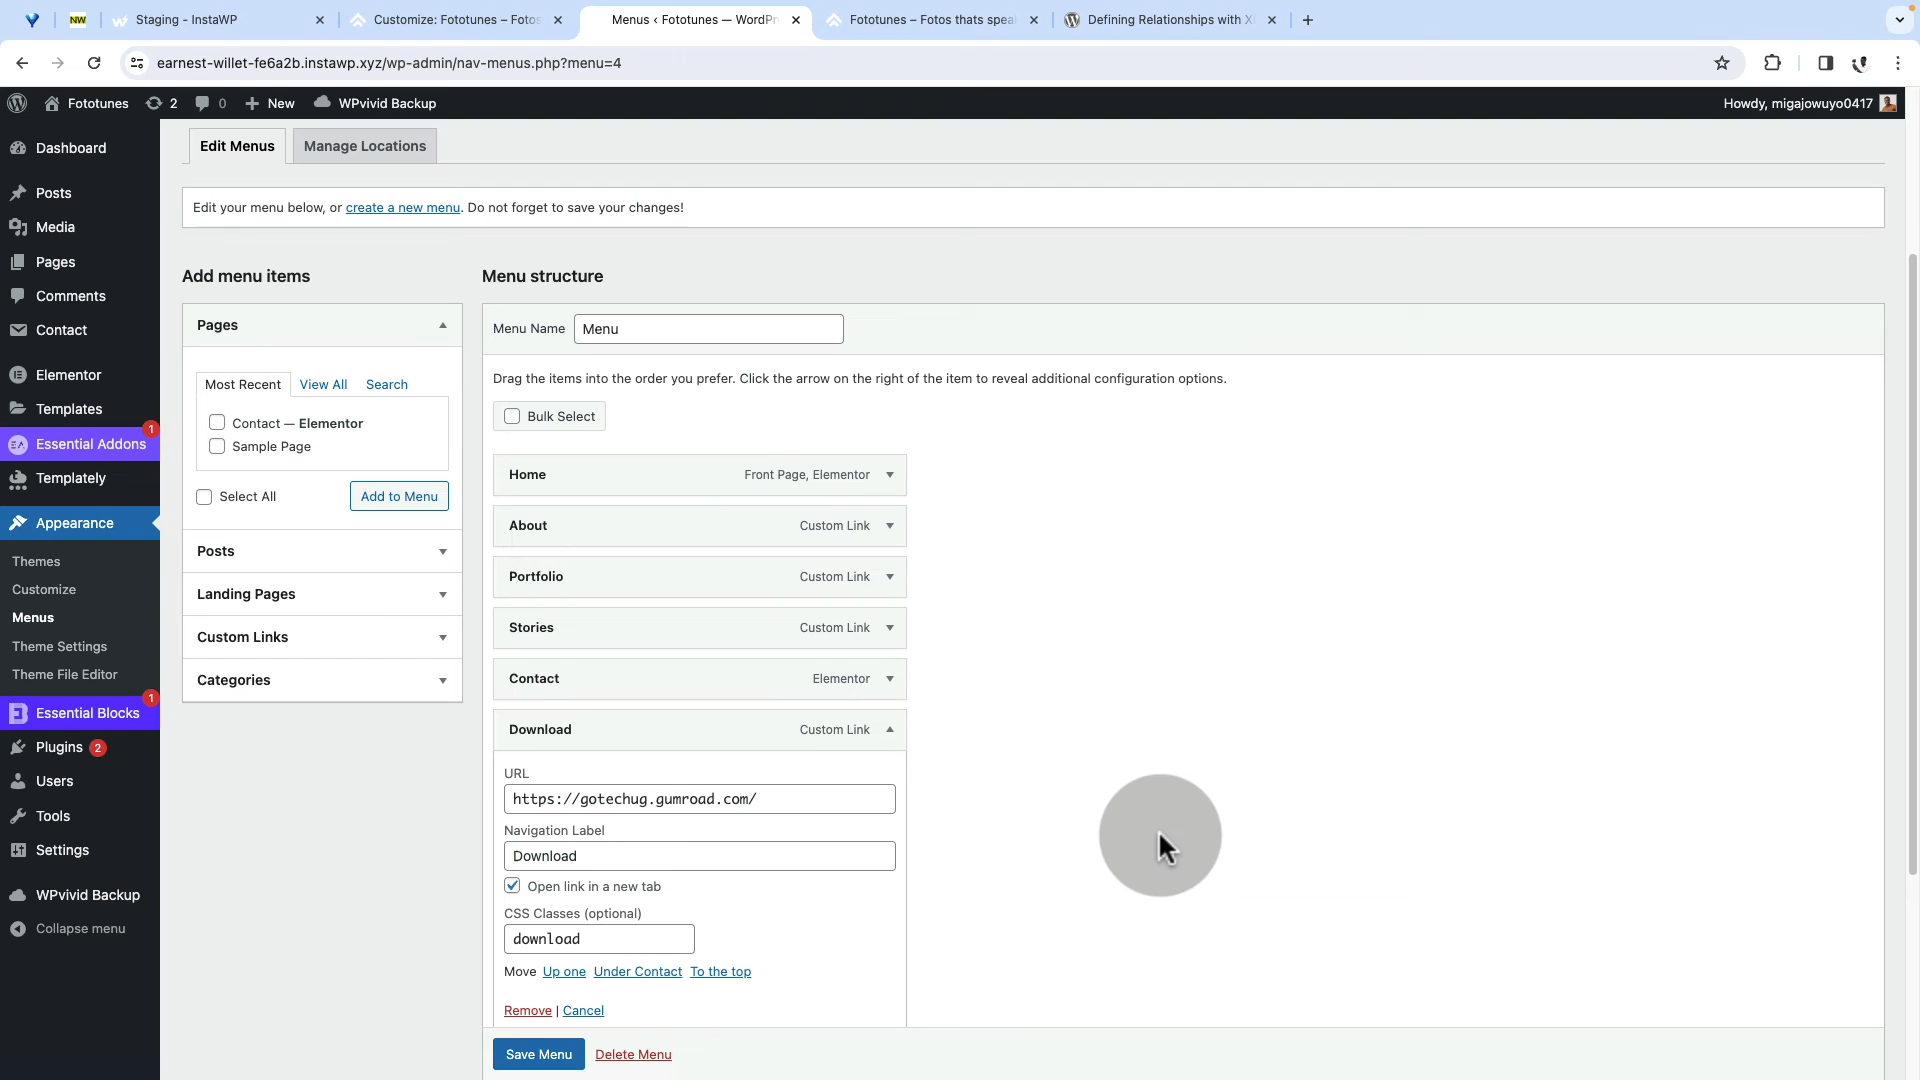 NW
Staging - InstaWP
Customize: Fototunes – Fotos
Menus ‹ Fototunes — WordPr
Fototunes – Fotos thats spea
Defining Relationships with X
earnest-willet-fe6a2b.instawp.xyz/wp-admin/nav-menus.php?menu=4
Fototunes
2
0
New
WPvivid Backup
Howdy, migajowuyo0417
Dashboard
Posts
Media
Pages
Comments
Contact
Elementor
Templates
Essential Addons
1
Templately
Appearance
Themes
Customize
Menus
Theme Settings
Theme File Editor
Essential Blocks
1
Plugins 2
Users
Tools
Settings
WPvivid Backup
Collapse menu
Edit Menus
Manage Locations
Edit your menu below, or create a new menu. Do not forget to save your changes!
Add menu items
Pages
Most Recent
View All
Search
Contact — Elementor
Sample Page
Select All
Add to Menu
Posts
Landing Pages
Custom Links
Categories
Menu structure
Menu Name
Menu
Drag the items into the order you prefer. Click the arrow on the right of the item to reveal additional configuration options.
Bulk Select
Home
Front Page, Elementor
About
Custom Link
Portfolio
Custom Link
Stories
Custom Link
Contact
Elementor
Download
Custom Link
URL
https://gotechug.gumroad.com/
Navigation Label
Download
Open link in a new tab
CSS Classes (optional)
download
Move Up one Under Contact To the top
Remove | Cancel
Save Menu
Delete Menu